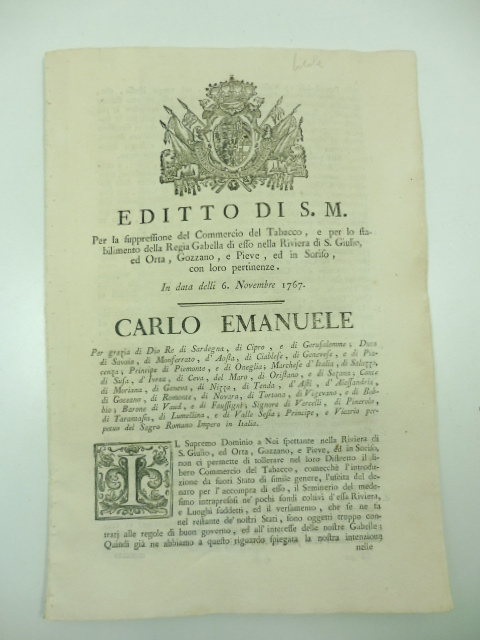 EDITTO DI S. M.
Per la suppressione del Commercio del Tabacco, e per lo sta-
bilimento della Regia Gabella di esso nella Riviera di S. Giulio,
ed Orta, Gozzano, e Pieve, ed in Soriso,
con loro pertinenze.
In data delli 6. Novembre 1767.
CARLO EMANUELE
Per grazia di Dio Re di Sardegna, di Cipro, e di Gerusalemme; Duca
di Savoia, di Monferrato, d'Aosta, di Ciablese, di Genevese, e di Pia-
cenza; Principe di Piemonte, e di Oneglia; Marchese d'Italia, di Saluzzo,
di Susa, d'Ivrea, di Ceva, del Maro, di Oristano, e di Sezana; Conte
di Moriana, di Geneva, di Nizza, di Tenda, d'Asti, d'Alessandria,
di Goceano, di Romonte, di Novara, di Tortona, di Vigevano, e di Bob-
bio; Barone di Vaud, e di Faussignì; Signore di Vercelli, di Pinerolo,
di Tarantasia, di Lumellina, e di Valle Sesia; Principe, e Vicario per-
petuo del Sagro Romano Impero in Italia.
IL Supremo Dominio a Noi spettante nella Riviera di
S. Giulio, ed Orta, Gozzano, e Pieve, ed in Soriso,
non ci permette di tollerare nel loro Distretto il li-
bero Commercio del Tabacco, comecchè l'introdu-
zione da fuori Stato di simile genere, l'uscita del de-
naro per l'accompra di esso, il Seminerio del mede-
simo intrapresosi ne' pochi fondi coltivi d'essa Riviera,
e Luoghi suddetti, ed il versamento, che se ne fa
nel restante de' nostri Stati, sono oggetti troppo con-
trarj alle regole di buon governo, ed all'interesse delle nostre Gabelle;
Quindi già ne abbiamo a questo riguardo spiegata la nostra intenzione
nelle